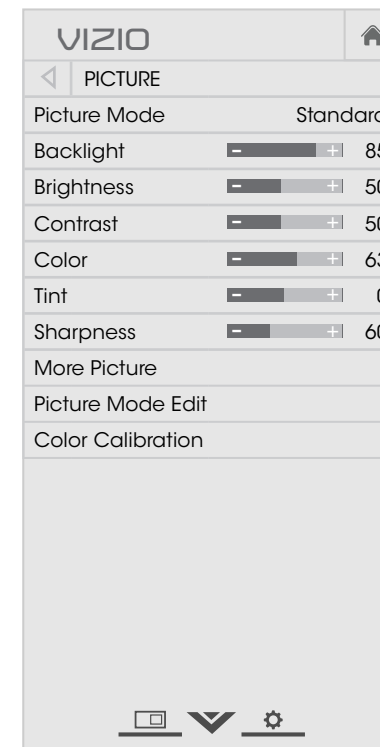 VIZIO
PICTURE
Picture Mode Standard
Backlight - + 85
Brightness - + 50
Contrast - + 50
Color - + 63
Tint - + 0
Sharpness - + 60
More Picture
Picture Mode Edit
Color Calibration